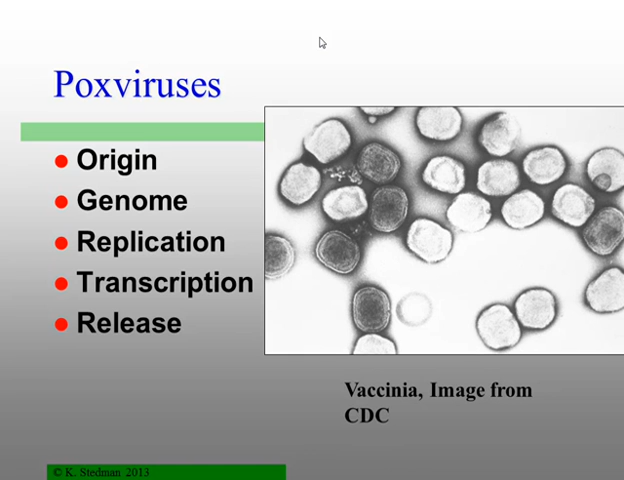 Poxviruses
Origin
Genome
Replication
Transcription
Release
Vaccinia, Image from
CDC
© K. Stedman 2013